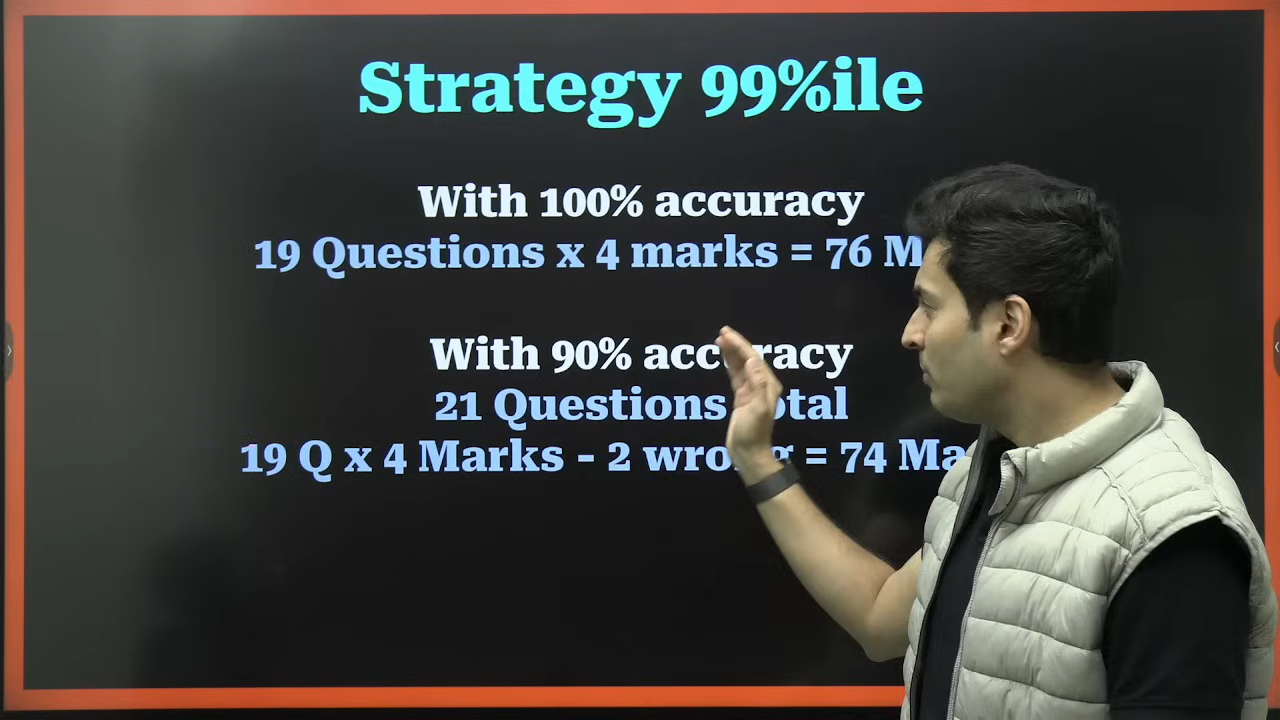 Strategy 99%ile
With 100% accuracy
19 Questions x 4 marks = 76
With 90% accuracy
21 Questions
19 Q x 4 Marks - 2 = 74